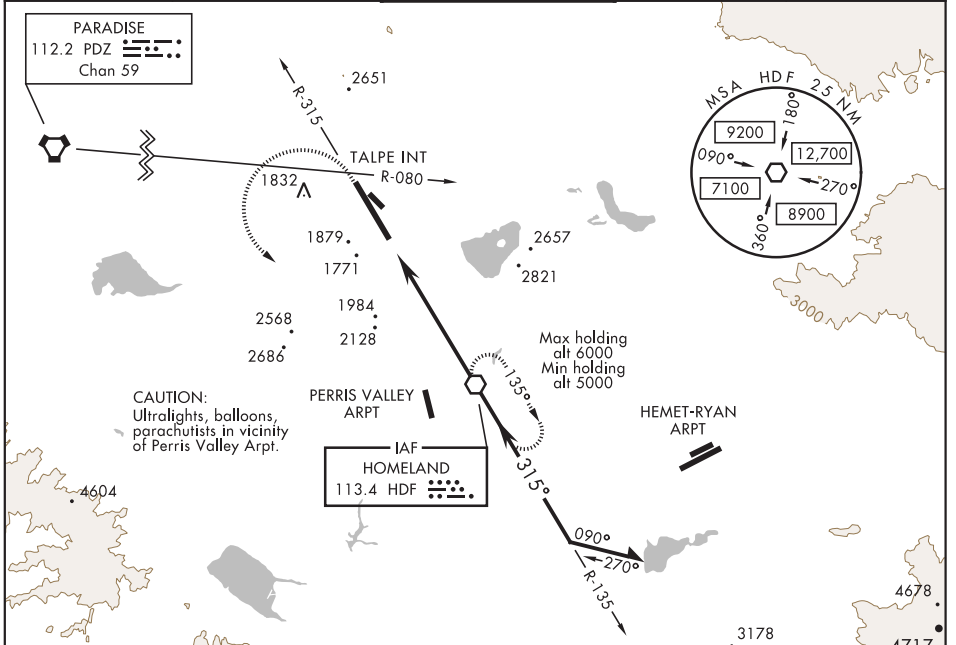 PARADISE
112.2 PDZ
Chan 59
R-315
2651
TALPE INT
R-080
1832
MSA HDF 25 NM
180°
9200
090°
12,700
7100
270°
8900
360°
1879
1771
2657
2821
1984
2128
2568
2686
3000
Max holding
alt 6000
Min holding
alt 5000
135°
PERRIS VALLEY
ARPT
HEMET-RYAN
ARPT
CAUTION:
Ultralights, balloons,
parachutists in vicinity
of Perris Valley Arpt.
IAF
HOMELAND
113.4 HDF
315°
4604
090°
270°
R-135
A
4678
3178
4717